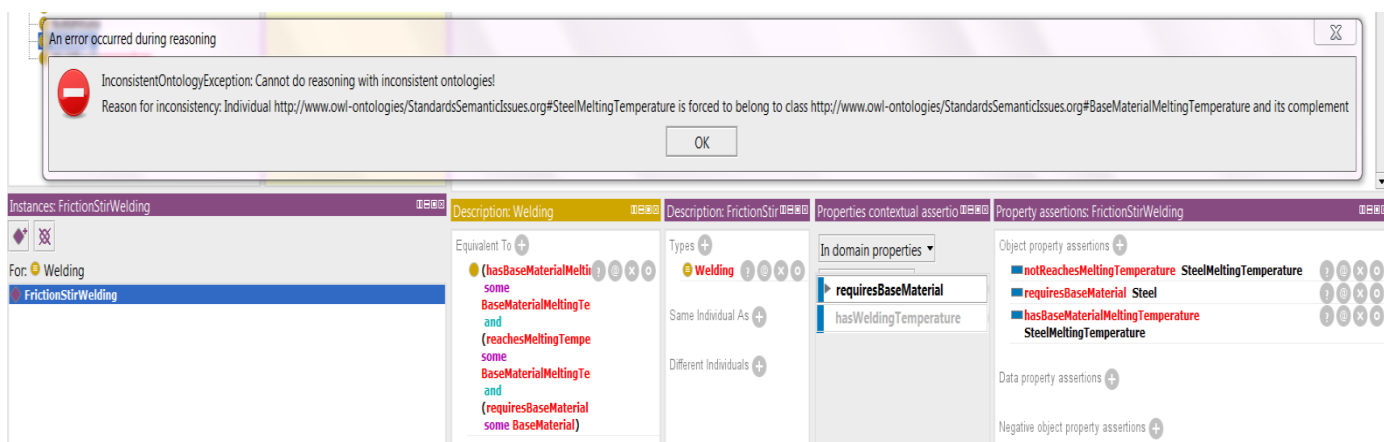 An error occurred during reasoning
InconsistentOntologyException: Cannot do reasoning with inconsistent ontologies!
Reason for inconsistency: Individual http://www.owl-ontologies/StandardsSemanticIssues.org#SteelMeltingTemperature is forced to belong to class http://www.owl-ontologies/StandardsSemanticIssues.org#BaseMaterialMeltingTemperature and its complement
OK
Instances: FrictionStirWelding
For: Welding
FrictionStirWelding
Description: Welding
Equivalent To
(hasBaseMaterialMeltin
some
BaseMaterialMeltingTe
and
(reachesMeltingTempe
some
BaseMaterialMeltingTe
and
(requiresBaseMaterial
some BaseMaterial)
Description: FrictionStir
Types
Welding
Same Individual As
Different Individuals
Properties contextual assertio
In domain properties
requiresBaseMaterial
hasWeldingTemperature
Property assertions: FrictionStirWelding
Object property assertions
notReachesMeltingTemperature SteelMeltingTemperature
requiresBaseMaterial Steel
hasBaseMaterialMeltingTemperature
SteelMeltingTemperature
Data property assertions
Negative object property assertions